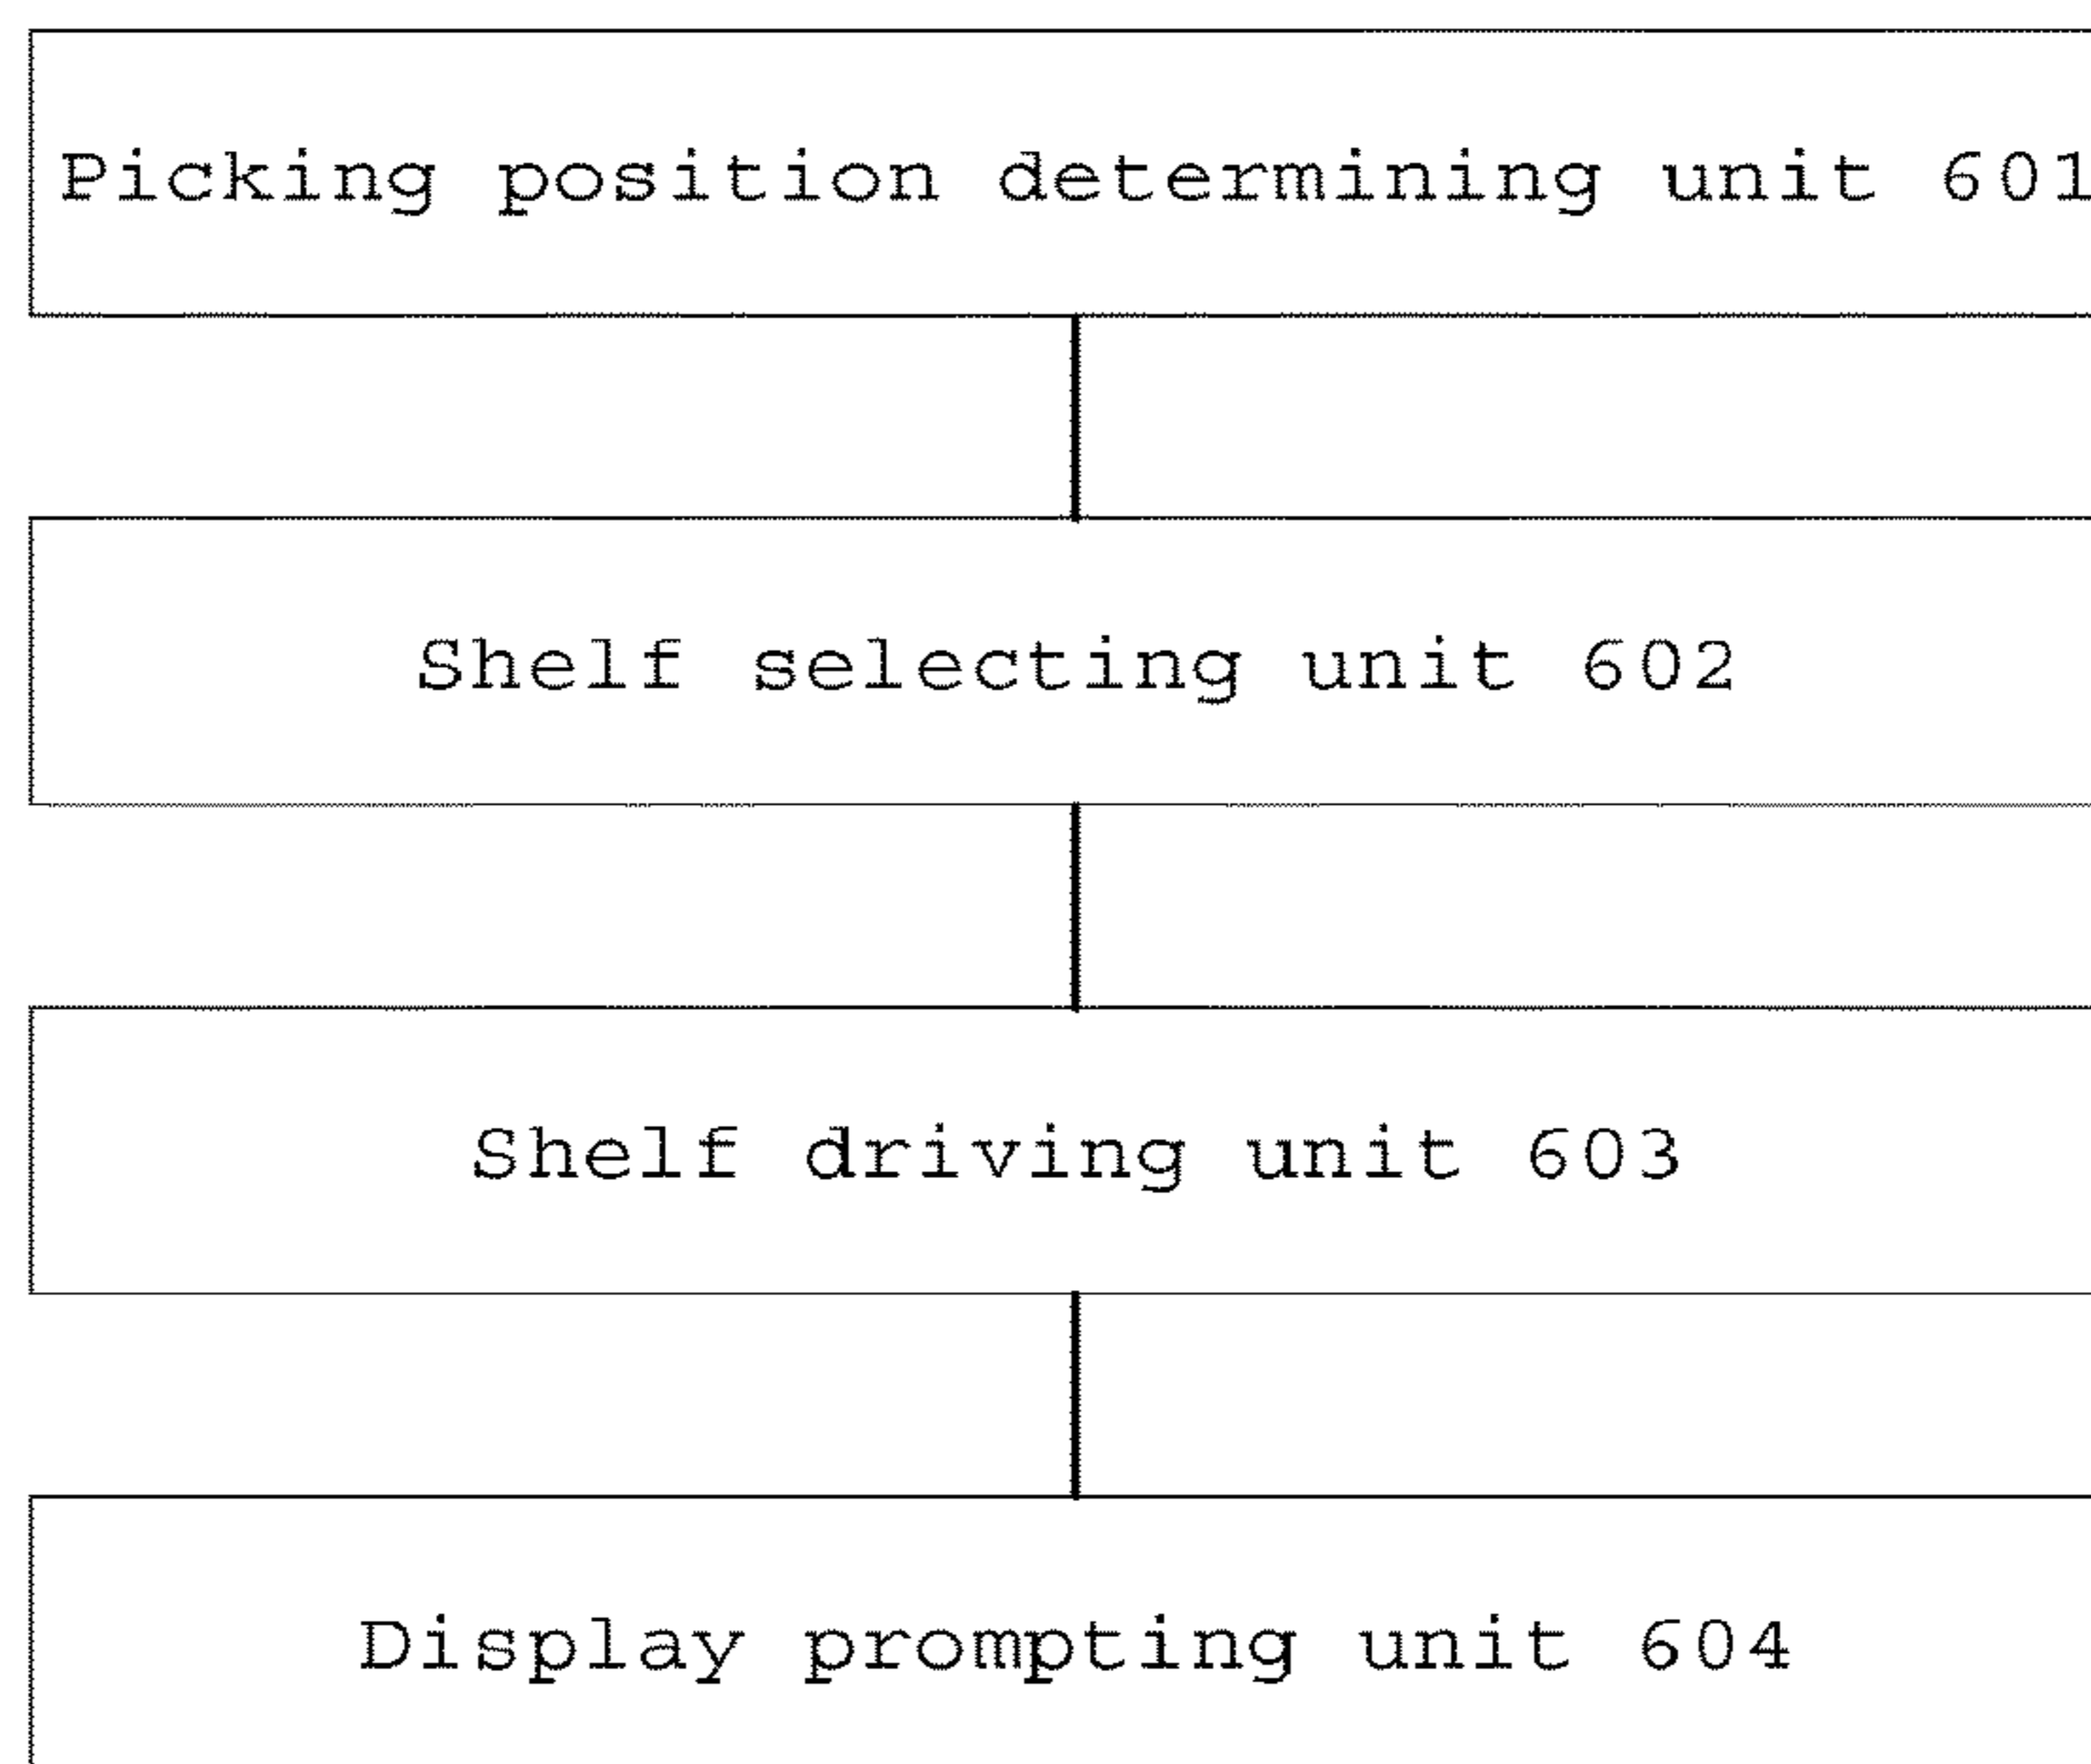 Picking position determining unit 601
Shelf selecting unit 602
Shelf driving unit 603
Display prompting unit 604